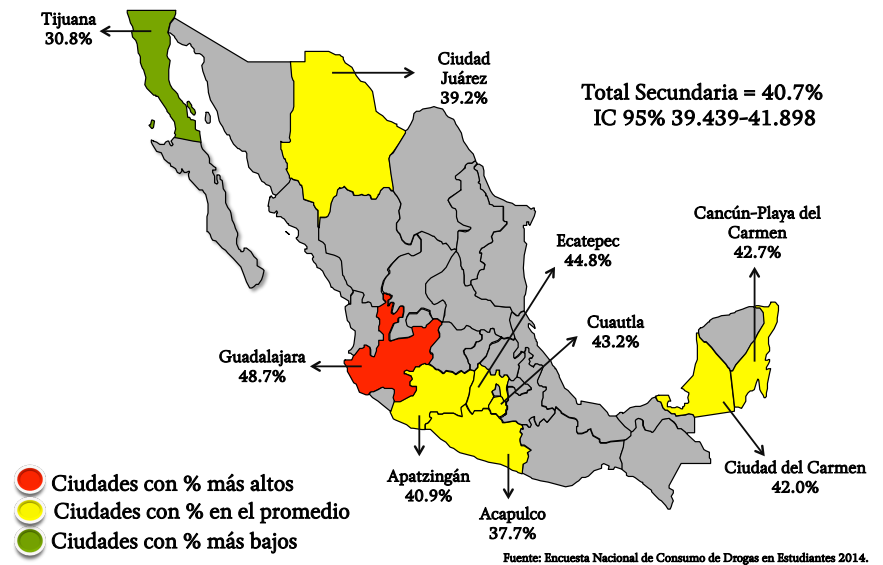 Tijuana
30.8%
Ciudad
Juárez
39.2%
Total Secundaria = 40.7%
IC 95% 39.439-41.898
Cancún-Playa del
Carmen
42.7%
Ecatepec
44.8%
Cuautla
43.2%
Guadalajara
48.7%
Apatzingán
40.9%
Acapulco
37.7%
Ciudad del Carmen
42.0%
Ciudades con % más altos
Ciudades con % en el promedio
Ciudades con % más bajos
Fuente: Encuesta Nacional de Consumo de Drogas en Estudiantes 2014.